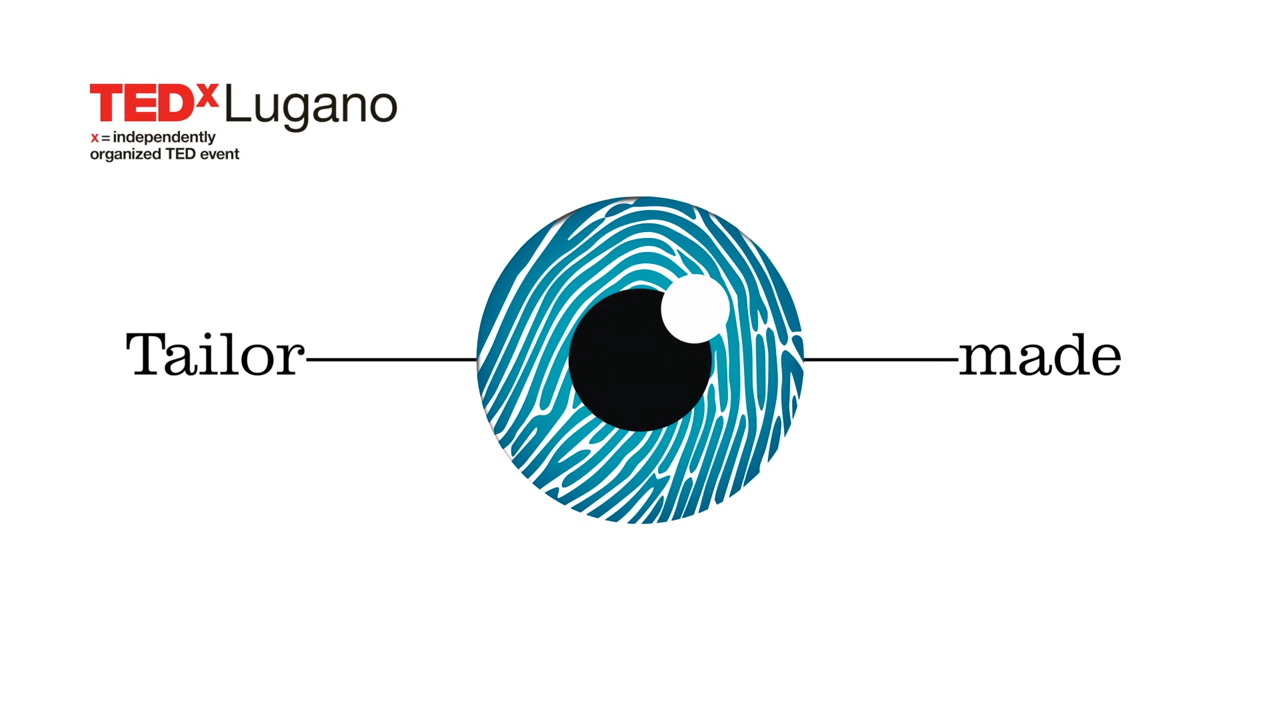 TEDxLugano
x = independently
organized TED event
Tailor made